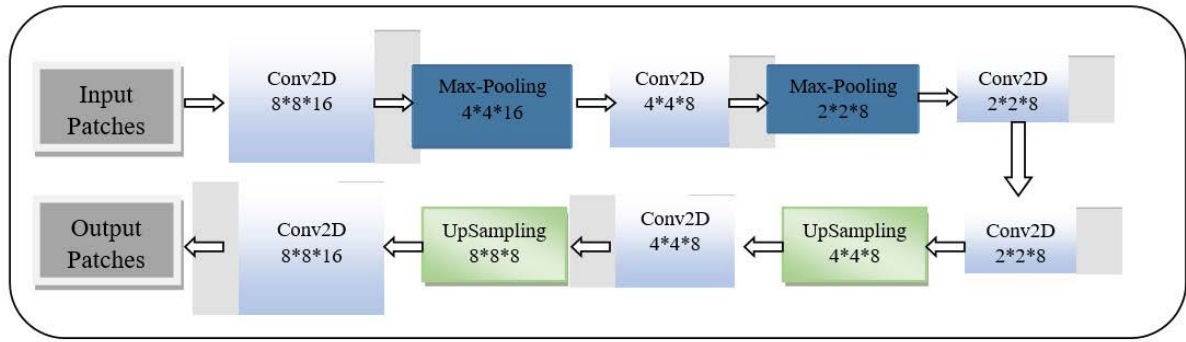 Input
Patches
Conv2D
8*8*16
Max-Pooling
4*4*16
Conv2D
4*4*8
Max-Pooling
2*2*8
Conv2D
2*2*8
Output
Patches
Conv2D
8*8*16
UpSampling
8*8*8
Conv2D
4*4*8
UpSampling
4*4*8
Conv2D
2*2*8